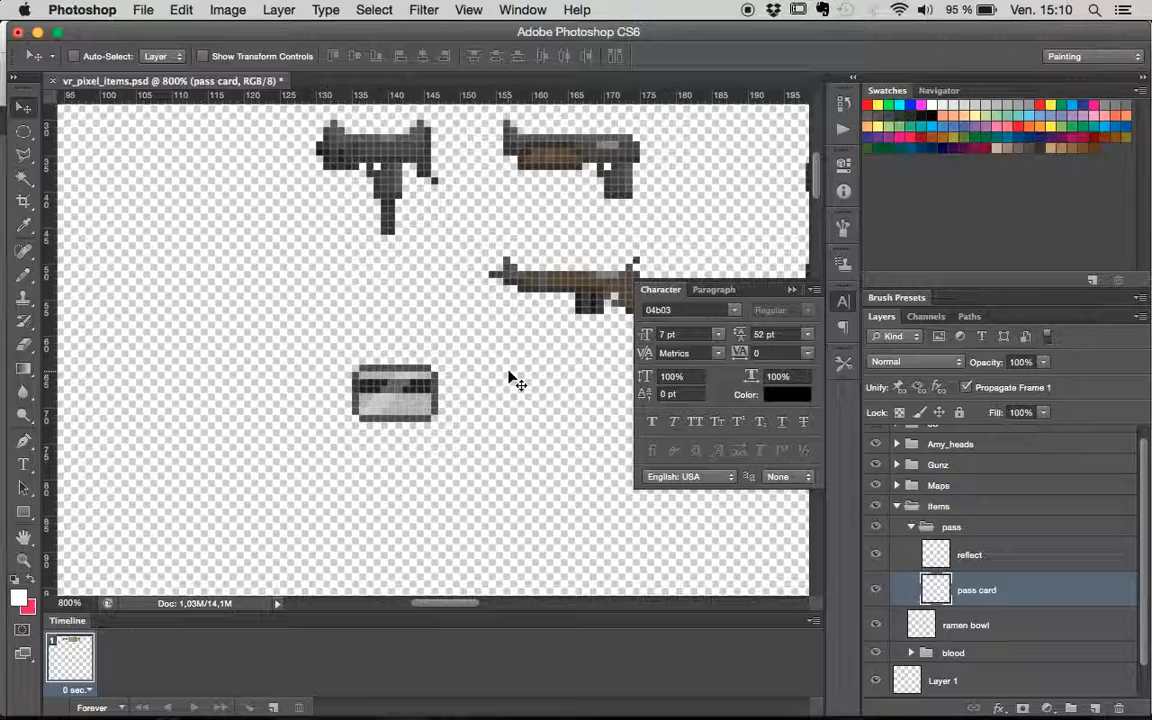 Photoshop File Edit Image Layer Type Select Filter View Window Help 95 % Ven. 15:10
Adobe Photoshop CS6
Auto-Select: Layer Show Transform Controls Painting
vr_pixel_items.psd @ 800% (pass card, RGB/8) *
95 100 105 110 115 120 125 130 135 140 145 150 155 160 165 170 175 180 185 190 195
Swatches Navigator
Brush Presets
Layers Channels Paths
Kind
Normal Opacity: 100%
Unify: Propagate Frame 1
Lock: Fill: 100%
Amy_heads
Gunz
Maps
Items
pass
reflect
pass card
ramen bowl
blood
Layer 1
Character Paragraph
04b03 Regular
7 pt 52 pt
Metrics 0
100% 100%
0 pt Color:
English: USA None
800% Doc: 1,03M/14,1M
Timeline
1
0 sec.
Forever